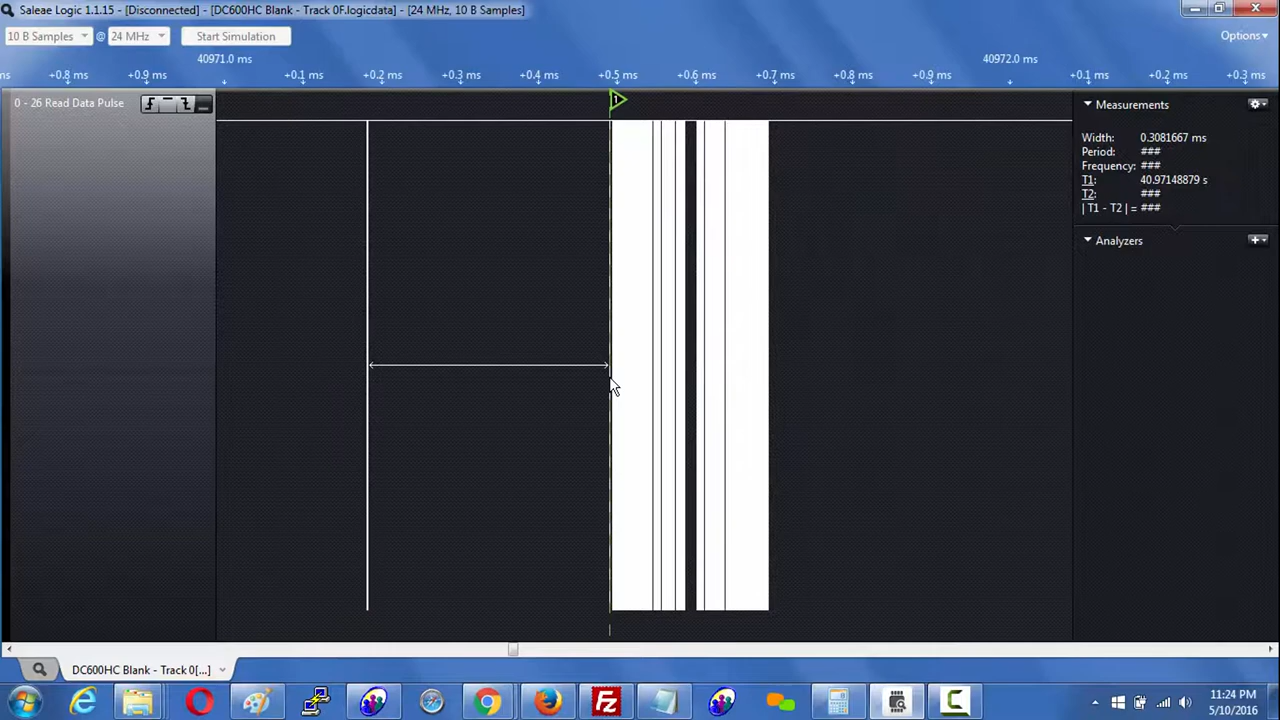 Saleae Logic 1.1.15 - [Disconnected] - [DC600HC Blank - Track 0F.logicdata] - [24 MHz, 10 B Samples]
10 B Samples @ 24 MHz Start Simulation Options
40971.0 ms 40972.0 ms
ms +0.8 ms +0.9 ms +0.1 ms +0.2 ms +0.3 ms +0.4 ms +0.5 ms +0.6 ms +0.7 ms +0.8 ms +0.9 ms +0.1 ms +0.2 ms +0.3 ms
0 - 26 Read Data Pulse
1
Measurements
Width: 0.3081667 ms
Period: ###
Frequency: ###
T1: 40.97148879 s
T2: ###
| T1 - T2 | = ###
Analyzers
DC600HC Blank - Track 0[...]
11:24 PM
5/10/2016